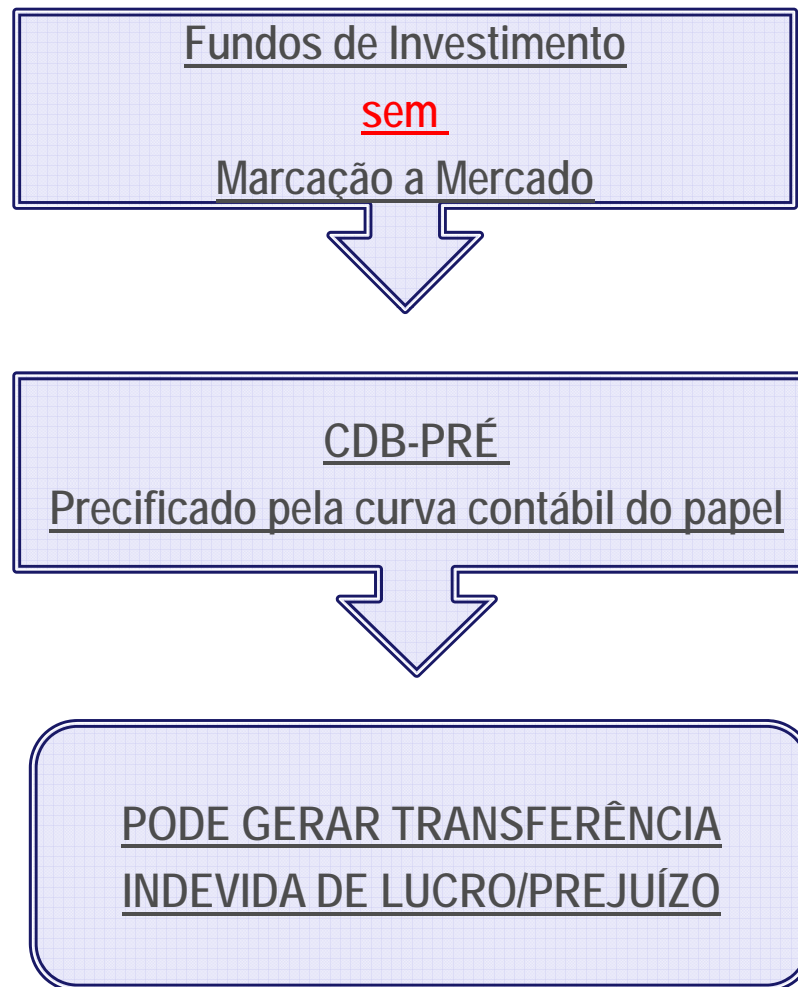 Fundos de Investimento
sem
Marcação a Mercado
CDB-PRÉ
Precificado pela curva contábil do papel
PODE GERAR TRANSFERÊNCIA
INDEVIDA DE LUCRO/PREJUÍZO